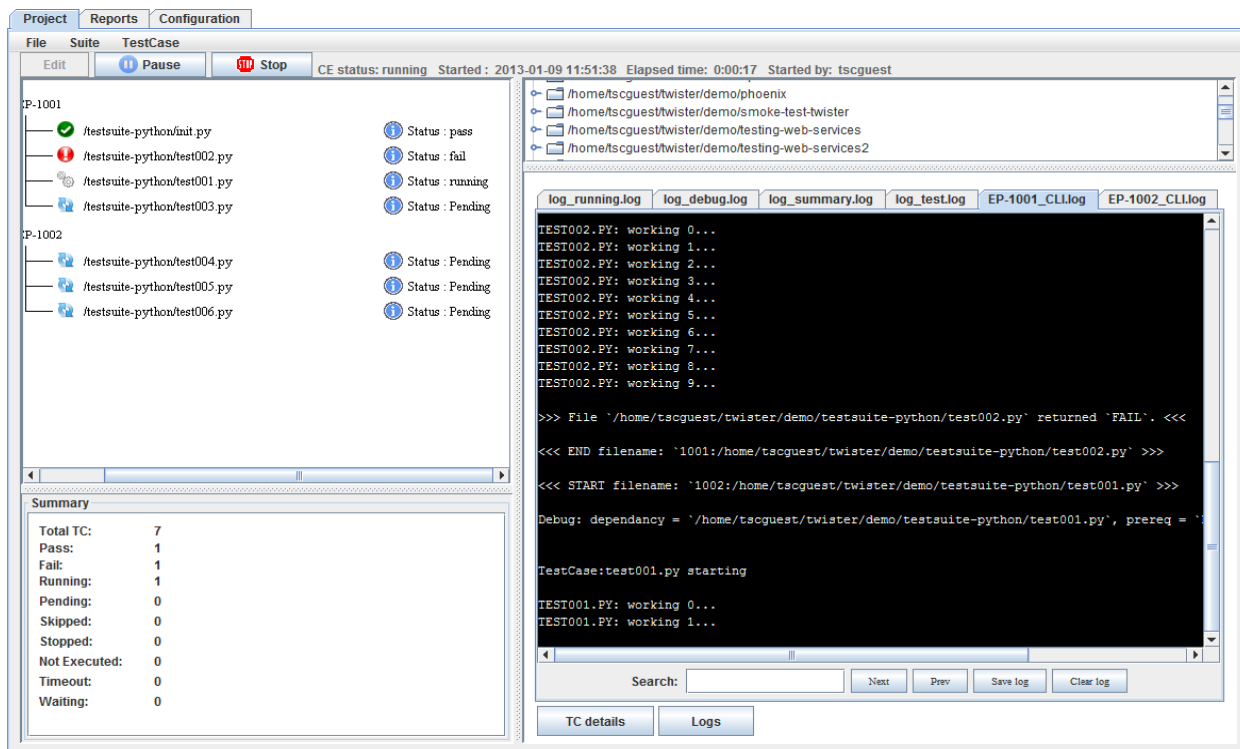 Project Reports Configuration
File Suite TestCase
Edit Pause STOP Stop CE status: running Started : 2013-01-09 11:51:38 Elapsed time: 0:00:17 Started by: tscguest
P-1001
/testsuite-python/init.py Status : pass
/testsuite-python/test002.py Status : fail
/testsuite-python/test001.py Status : running
/testsuite-python/test003.py Status : Pending
P-1002
/testsuite-python/test004.py Status : Pending
/testsuite-python/test005.py Status : Pending
/testsuite-python/test006.py Status : Pending
Summary
Total TC: 7
Pass: 1
Fail: 1
Running: 1
Pending: 0
Skipped: 0
Stopped: 0
Not Executed: 0
Timeout: 0
Waiting: 0
/home/tscguest/twister/demo/phoenix
/home/tscguest/twister/demo/smoke-test-twister
/home/tscguest/twister/demo/testing-web-services
/home/tscguest/twister/demo/testing-web-services2
log_running.log log_debug.log log_summary.log log_test.log EP-1001_CLI.log EP-1002_CLI.log
TEST002.PY: working 0...
TEST002.PY: working 1...
TEST002.PY: working 2...
TEST002.PY: working 3...
TEST002.PY: working 4...
TEST002.PY: working 5...
TEST002.PY: working 6...
TEST002.PY: working 7...
TEST002.PY: working 8...
TEST002.PY: working 9...
>>> File `/home/tscguest/twister/demo/testsuite-python/test002.py` returned `FAIL`. <<<
<<< END filename: `1001:/home/tscguest/twister/demo/testsuite-python/test002.py` >>>
<<< START filename: `1002:/home/tscguest/twister/demo/testsuite-python/test001.py` >>>
Debug: dependancy = `/home/tscguest/twister/demo/testsuite-python/test001.py`, prereq = `
TestCase:test001.py starting
TEST001.PY: working 0...
TEST001.PY: working 1...
Search: Next Prev Save log Clear log
TC details Logs